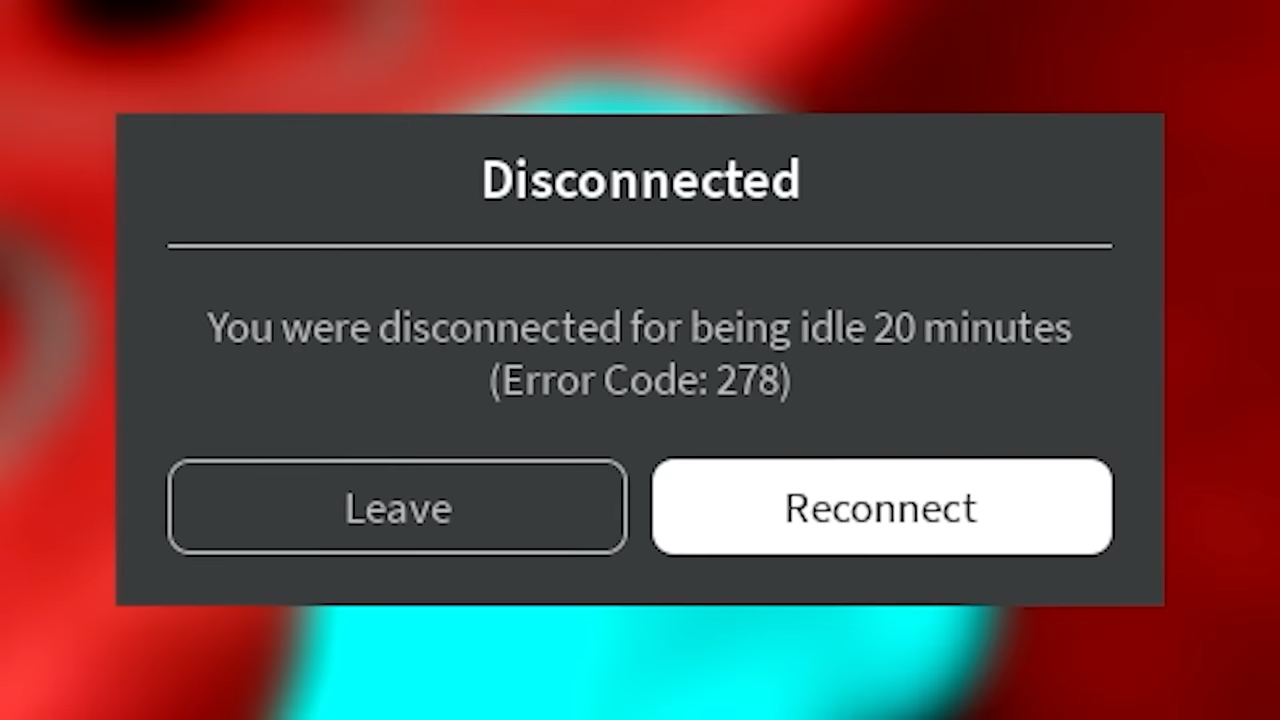 Disconnected
You were disconnected for being idle 20 minutes
(Error Code: 278)
Leave
Reconnect